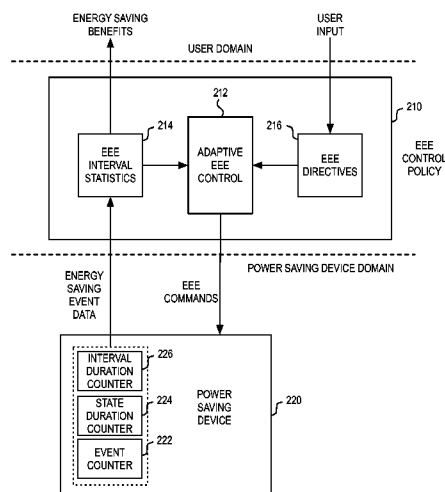 ENERGY SAVING
BENEFITS
USER
INPUT
USER DOMAIN
212
210
214
216
EEE
INTERVAL
STATISTICS
ADAPTIVE
EEE
CONTROL
EEE
DIRECTIVES
EEE
CONTROL
POLICY
POWER SAVING DEVICE DOMAIN
ENERGY
SAVING
EVENT
DATA
EEE
COMMANDS
INTERVAL
DURATION
COUNTER
226
STATE
DURATION
COUNTER
224
EVENT
COUNTER
222
POWER
SAVING
DEVICE
220